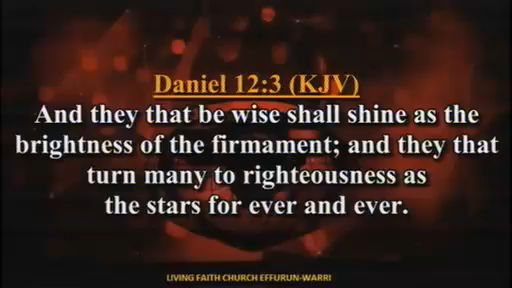 Daniel 12:3 (KJV)
And they that be wise shall shine as the
brightness of the firmament; and they that
turn many to righteousness as
the stars for ever and ever.
LIVING FAITH CHURCH EFFURUN-WARRI